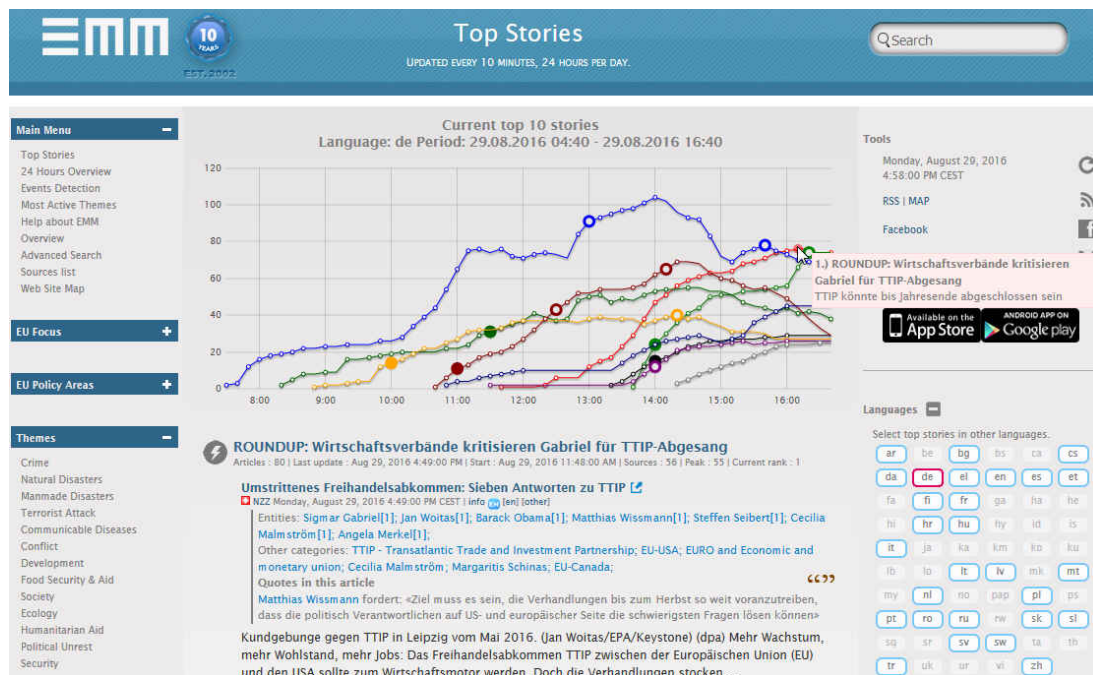 EMM
10
YEARS
EST.2002
Top Stories
UPDATED EVERY 10 MINUTES, 24 HOURS PER DAY.
Search
Main Menu
Top Stories
24 Hours Overview
Events Detection
Most Active Themes
Help about EMM
Overview
Advanced Search
Sources list
Web Site Map
EU Focus
EU Policy Areas
Themes
Crime
Natural Disasters
Manmade Disasters
Terrorist Attack
Communicable Diseases
Conflict
Development
Food Security & Aid
Society
Ecology
Humanitarian Aid
Political Unrest
Security
Current top 10 stories
Language: de Period: 29.08.2016 04:40 - 29.08.2016 16:40
120
100
80
60
40
20
0
8:00 9:00 10:00 11:00 12:00 13:00 14:00 15:00 16:00
1.) ROUNDUP: Wirtschaftsverbände kritisieren
Gabriel für TTIP-Abgesang
TTIP könnte bis Jahresende abgeschlossen sein
ROUNDUP: Wirtschaftsverbände kritisieren Gabriel für TTIP-Abgesang
Articles : 80 | Last update : Aug 29, 2016 4:49:00 PM | Start : Aug 29, 2016 11:48:00 AM | Sources : 56 | Peak : 55 | Current rank : 1
Umstrittenes Freihandelsabkommen: Sieben Antworten zu TTIP
NZZ Monday, August 29, 2016 4:49:00 PM CEST | info [en] [other]
Entities: Sigmar Gabriel[1]; Jan Woitas[1]; Barack Obama[1]; Matthias Wissmann[1]; Steffen Seibert[1]; Cecilia
Malmström[1]; Angela Merkel[1];
Other categories: TTIP - Transatlantic Trade and Investment Partnership; EU-USA; EURO and Economic and
monetary union; Cecilia Malmström; Margaritis Schinas; EU-Canada;
Quotes in this article
Matthias Wissmann fordert: «Ziel muss es sein, die Verhandlungen bis zum Herbst so weit voranzutreiben,
dass die politisch Verantwortlichen auf US- und europäischer Seite die schwierigsten Fragen lösen können»
Kundgebunge gegen TTIP in Leipzig vom Mai 2016. (Jan Woitas/EPA/Keystone) (dpa) Mehr Wachstum,
mehr Wohlstand, mehr Jobs: Das Freihandelsabkommen TTIP zwischen der Europäischen Union (EU)
und den USA sollte zum Wirtschaftsmotor werden. Doch die Verhandlungen stocken. ...
Tools
Monday, August 29, 2016
4:58:00 PM CEST
RSS | MAP
Facebook
Available on the
App Store
ANDROID APP ON
Google play
Languages
Select top stories in other languages.
ar be bg bs ca cs
da de el en es et
fa fi fr ga ha he
hi hr hu hy id is
it ja ka km ko ku
lb lo lt lv mk mt
my nl no pap pl ps
pt ro ru rw sk sl
sq sr sv sw ta th
tr uk ur vi zh